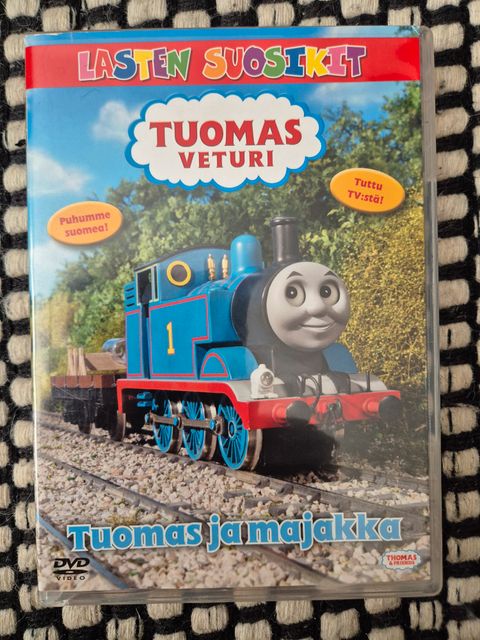 LASTEN SUOSIKIT
TUOMAS
VETURI
Tuttu
TV:stä!
Puhumme
suomea!
1
Tuomas ja majakka
DVD
VIDEO
THOMAS
& FRIENDS